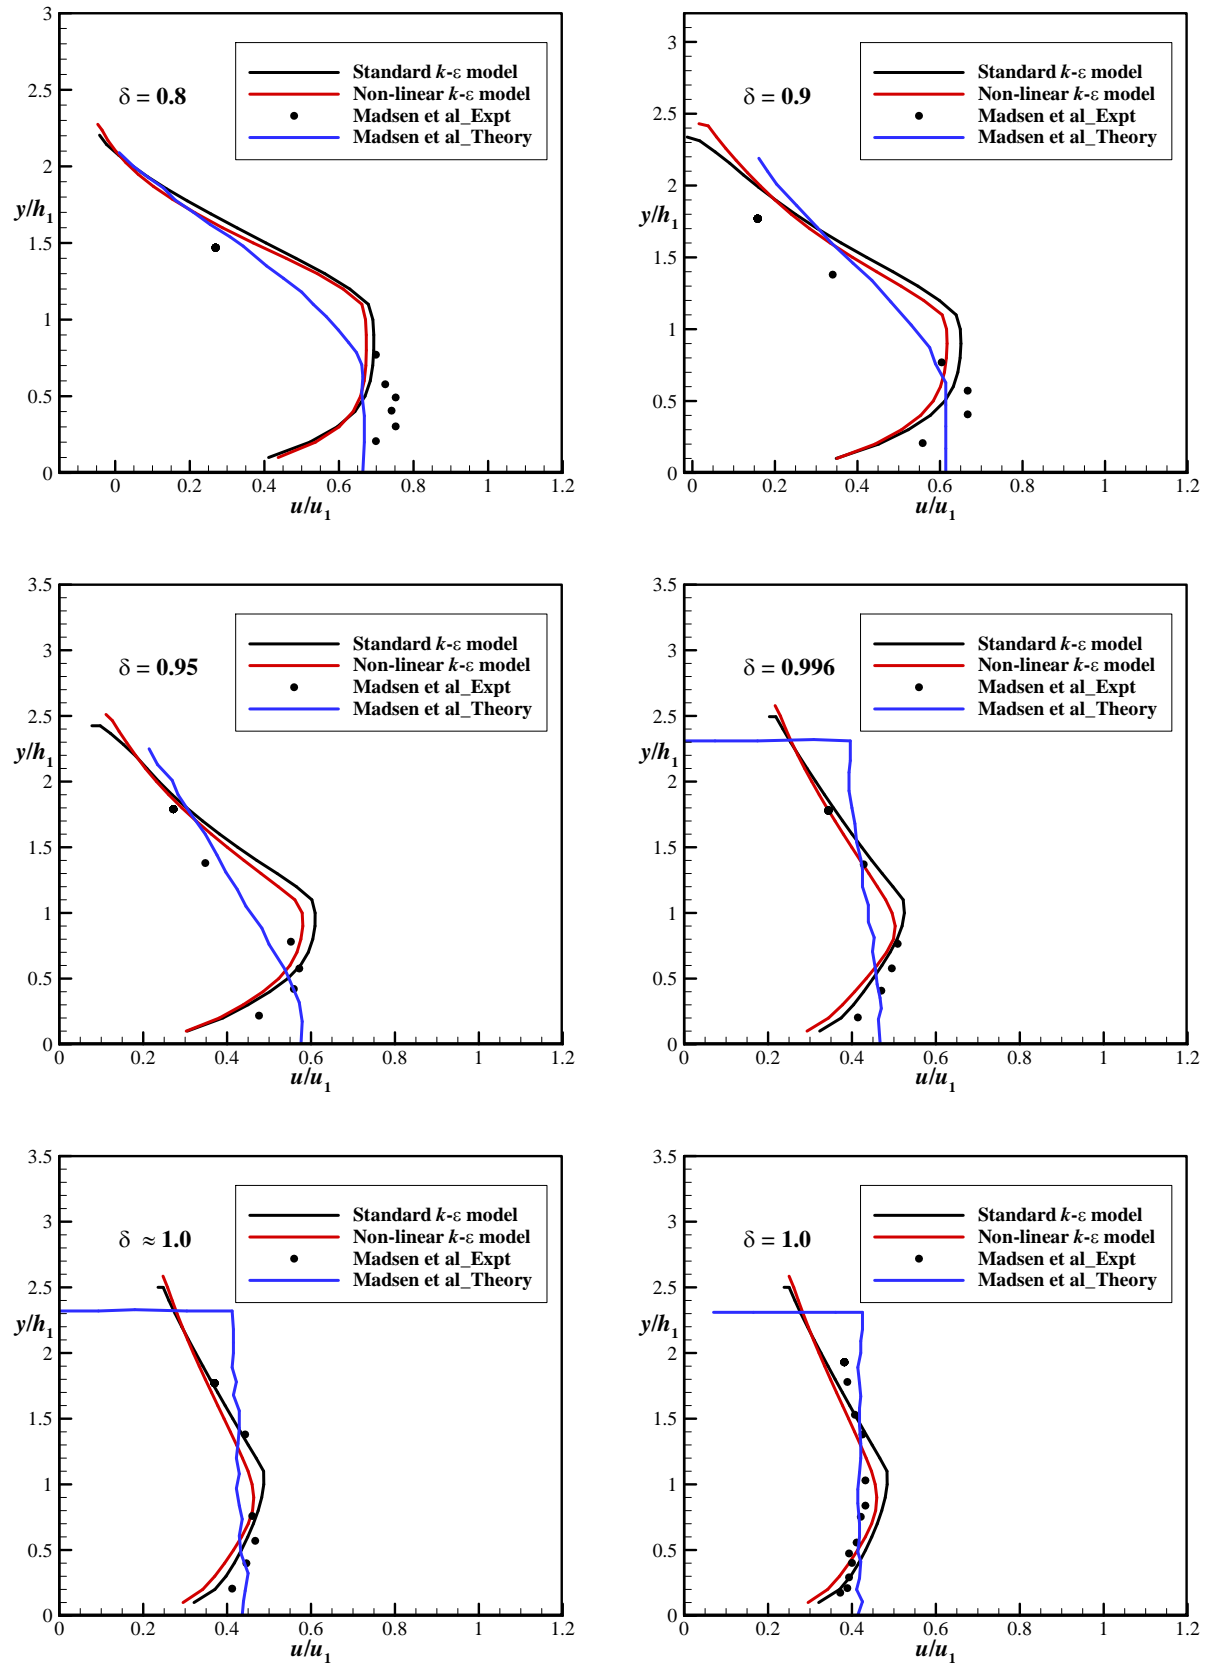 3
2.5
2
1.5
1
0.5
0
y/h1
δ = 0.8
Standard k-ε model
Non-linear k-ε model
Madsen et al_Expt
Madsen et al_Theory
0 0.2 0.4 0.6 0.8 1 1.2
u/u1
3
2.5
2
1.5
1
0.5
0
y/h1
δ = 0.9
Standard k-ε model
Non-linear k-ε model
Madsen et al_Expt
Madsen et al_Theory
0 0.2 0.4 0.6 0.8 1 1.2
u/u1
3.5
3
2.5
2
1.5
1
0.5
0
y/h1
δ = 0.95
Standard k-ε model
Non-linear k-ε model
Madsen et al_Expt
Madsen et al_Theory
0 0.2 0.4 0.6 0.8 1 1.2
u/u1
3.5
3
2.5
2
1.5
1
0.5
0
y/h1
δ = 0.996
Standard k-ε model
Non-linear k-ε model
Madsen et al_Expt
Madsen et al_Theory
0 0.2 0.4 0.6 0.8 1 1.2
u/u1
3.5
3
2.5
2
1.5
1
0.5
0
y/h1
δ ≈ 1.0
Standard k-ε model
Non-linear k-ε model
Madsen et al_Expt
Madsen et al_Theory
0 0.2 0.4 0.6 0.8 1 1.2
u/u1
3.5
3
2.5
2
1.5
1
0.5
0
y/h1
δ = 1.0
Standard k-ε model
Non-linear k-ε model
Madsen et al_Expt
Madsen et al_Theory
0 0.2 0.4 0.6 0.8 1 1.2
u/u1